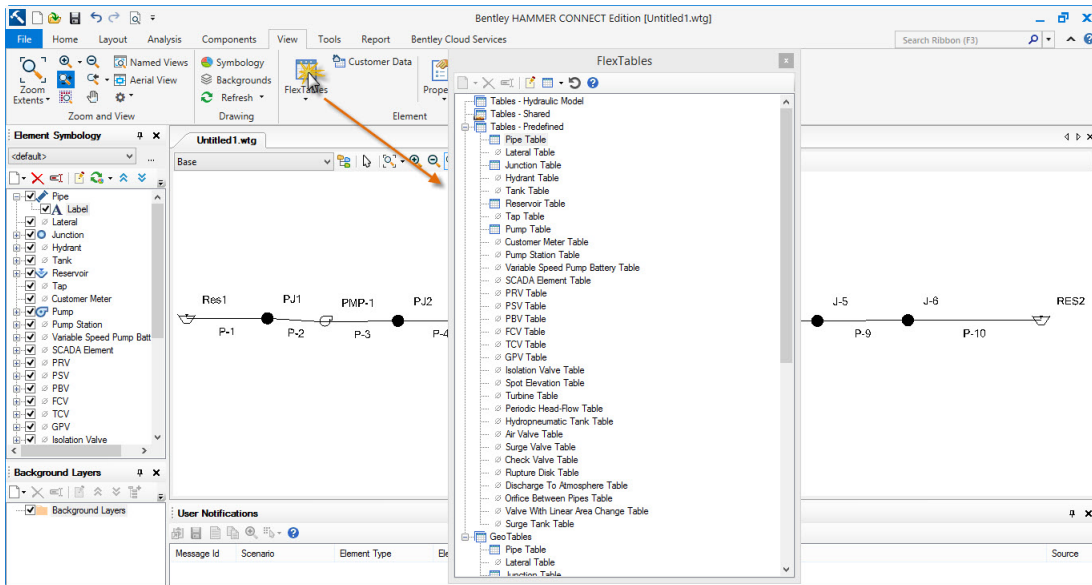 Bentley HAMMER CONNECT Edition [Untitled1.wtg]
File Home Layout Analysis Components View Tools Report Bentley Cloud Services Search Ribbon (F3)
Zoom Extents
Named Views
Aerial View
Zoom and View
Symbology
Backgrounds
Refresh
Drawing
FlexTables
Customer Data
Prope
Element
Element Symbology
<default>
...
Pipe
Label
Lateral
Junction
Hydrant
Tank
Reservoir
Tap
Customer Meter
Pump
Pump Station
Variable Speed Pump Batt
SCADA Element
PRV
PSV
PBV
FCV
TCV
GPV
Isolation Valve
Background Layers
Background Layers
Untitled1.wtg
Base
Res1 PJ1 PMP-1 PJ2
P-1 P-2 P-3 P-4
J-5 J-6 RES2
P-9 P-10
FlexTables
x
Tables - Hydraulic Model
Tables - Shared
Tables - Predefined
Pipe Table
Lateral Table
Junction Table
Hydrant Table
Tank Table
Reservoir Table
Tap Table
Pump Table
Customer Meter Table
Pump Station Table
Variable Speed Pump Battery Table
SCADA Element Table
PRV Table
PSV Table
PBV Table
FCV Table
TCV Table
GPV Table
Isolation Valve Table
Spot Elevation Table
Turbine Table
Periodic Head-Flow Table
Hydropneumatic Tank Table
Air Valve Table
Surge Valve Table
Check Valve Table
Rupture Disk Table
Discharge To Atmosphere Table
Orifice Between Pipes Table
Valve With Linear Area Change Table
Surge Tank Table
GeoTables
Pipe Table
Lateral Table
Junction Table
User Notifications
Message Id Scenario Element Type Ele Source